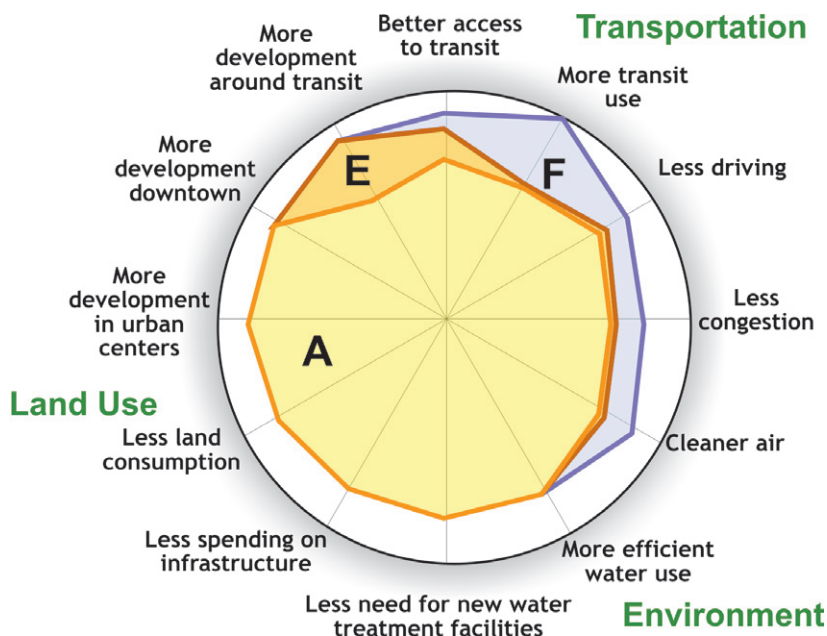 Better access
to transit
Transportation
More
development
around transit
More transit
use
More
development
downtown
E
F
Less driving
More
development
in urban
centers
A
Less
congestion
Land Use
Less land
consumption
Cleaner air
Less spending on
infrastructure
More efficient
water use
Less need for new water
treatment facilities
Environment